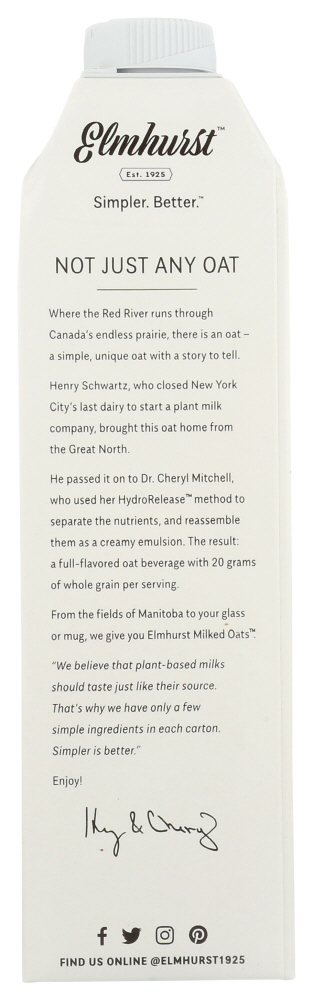 Elmhurst™
Est. 1925
Simpler. Better.™
NOT JUST ANY OAT
Where the Red River runs through
Canada's endless prairie, there is an oat –
a simple, unique oat with a story to tell.
Henry Schwartz, who closed New York
City's last dairy to start a plant milk
company, brought this oat home from
the Great North.
He passed it on to Dr. Cheryl Mitchell,
who used her HydroRelease™ method to
separate the nutrients, and reassemble
them as a creamy emulsion. The result:
a full-flavored oat beverage with 20 grams
of whole grain per serving.
From the fields of Manitoba to your glass
or mug, we give you Elmhurst Milked Oats™.
"We believe that plant-based milks
should taste just like their source.
That's why we have only a few
simple ingredients in each carton.
Simpler is better."
Enjoy!
& Cheryl
FIND US ONLINE @ELMHURST1925